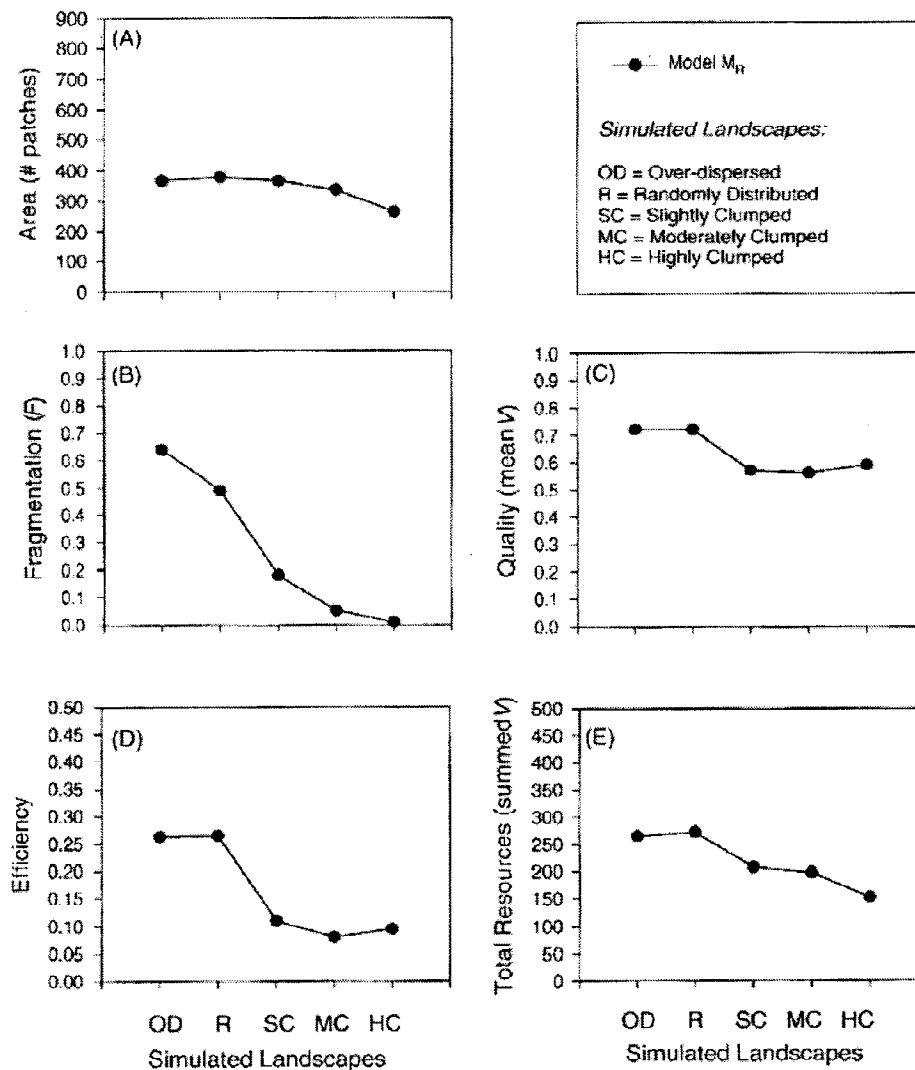 (A)
Area (# patches)
900
800
700
600
500
400
300
200
100
0
Model M_R
Simulated Landscapes:
OD = Over-dispersed
R = Randomly Distributed
SC = Slightly Clumped
MC = Moderately Clumped
HC = Highly Clumped
(B)
Fragmentation (F)
1.0
0.9
0.8
0.7
0.6
0.5
0.4
0.3
0.2
0.1
0.0
(C)
Quality (mean V)
1.0
0.9
0.8
0.7
0.6
0.5
0.4
0.3
0.2
0.1
0.0
(D)
Efficiency
0.50
0.45
0.40
0.35
0.30
0.25
0.20
0.15
0.10
0.05
0.00
OD R SC MC HC
Simulated Landscapes
(E)
Total Resources (summed V)
500
450
400
350
300
250
200
150
100
50
0
OD R SC MC HC
Simulated Landscapes